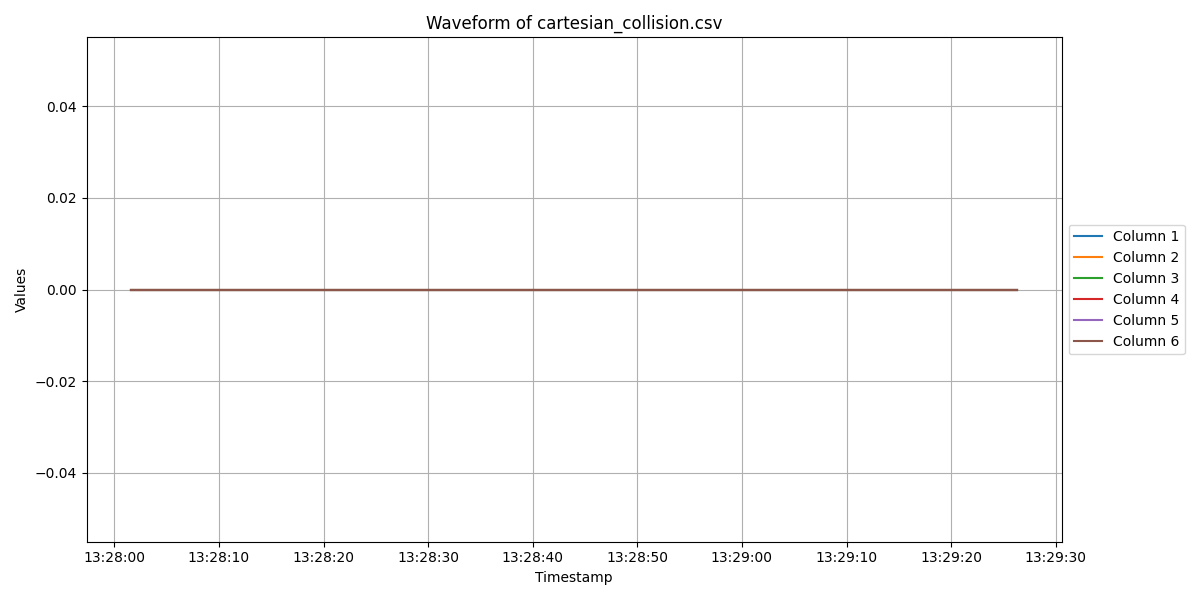 Waveform of cartesian_collision.csv
Values
0.04
0.02
0.00
−0.02
−0.04
13:28:00 13:28:10 13:28:20 13:28:30 13:28:40 13:28:50 13:29:00 13:29:10 13:29:20 13:29:30
Timestamp
Column 1
Column 2
Column 3
Column 4
Column 5
Column 6